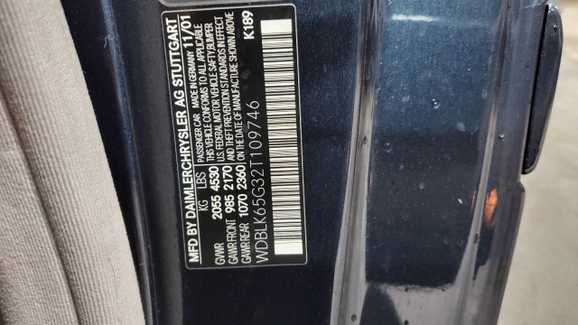 MFD BY DAIMLERCHRYSLER AG STUTTGART
PASSENGER CAR MADE IN GERMANY 11/01
KG LBS THIS VEHICLE CONFORMS TO ALL APPLICABLE
GVWR 2055 4530 U.S. FEDERAL MOTOR VEHICLE SAFETY, BUMPER
GAWR FRONT 985 2170 AND THEFT PREVENTION STANDARDS IN EFFECT
GAWR REAR 1070 2360 ON THE DATE OF MANUFACTURE SHOWN ABOVE
WDBLK65G32T109746 K189